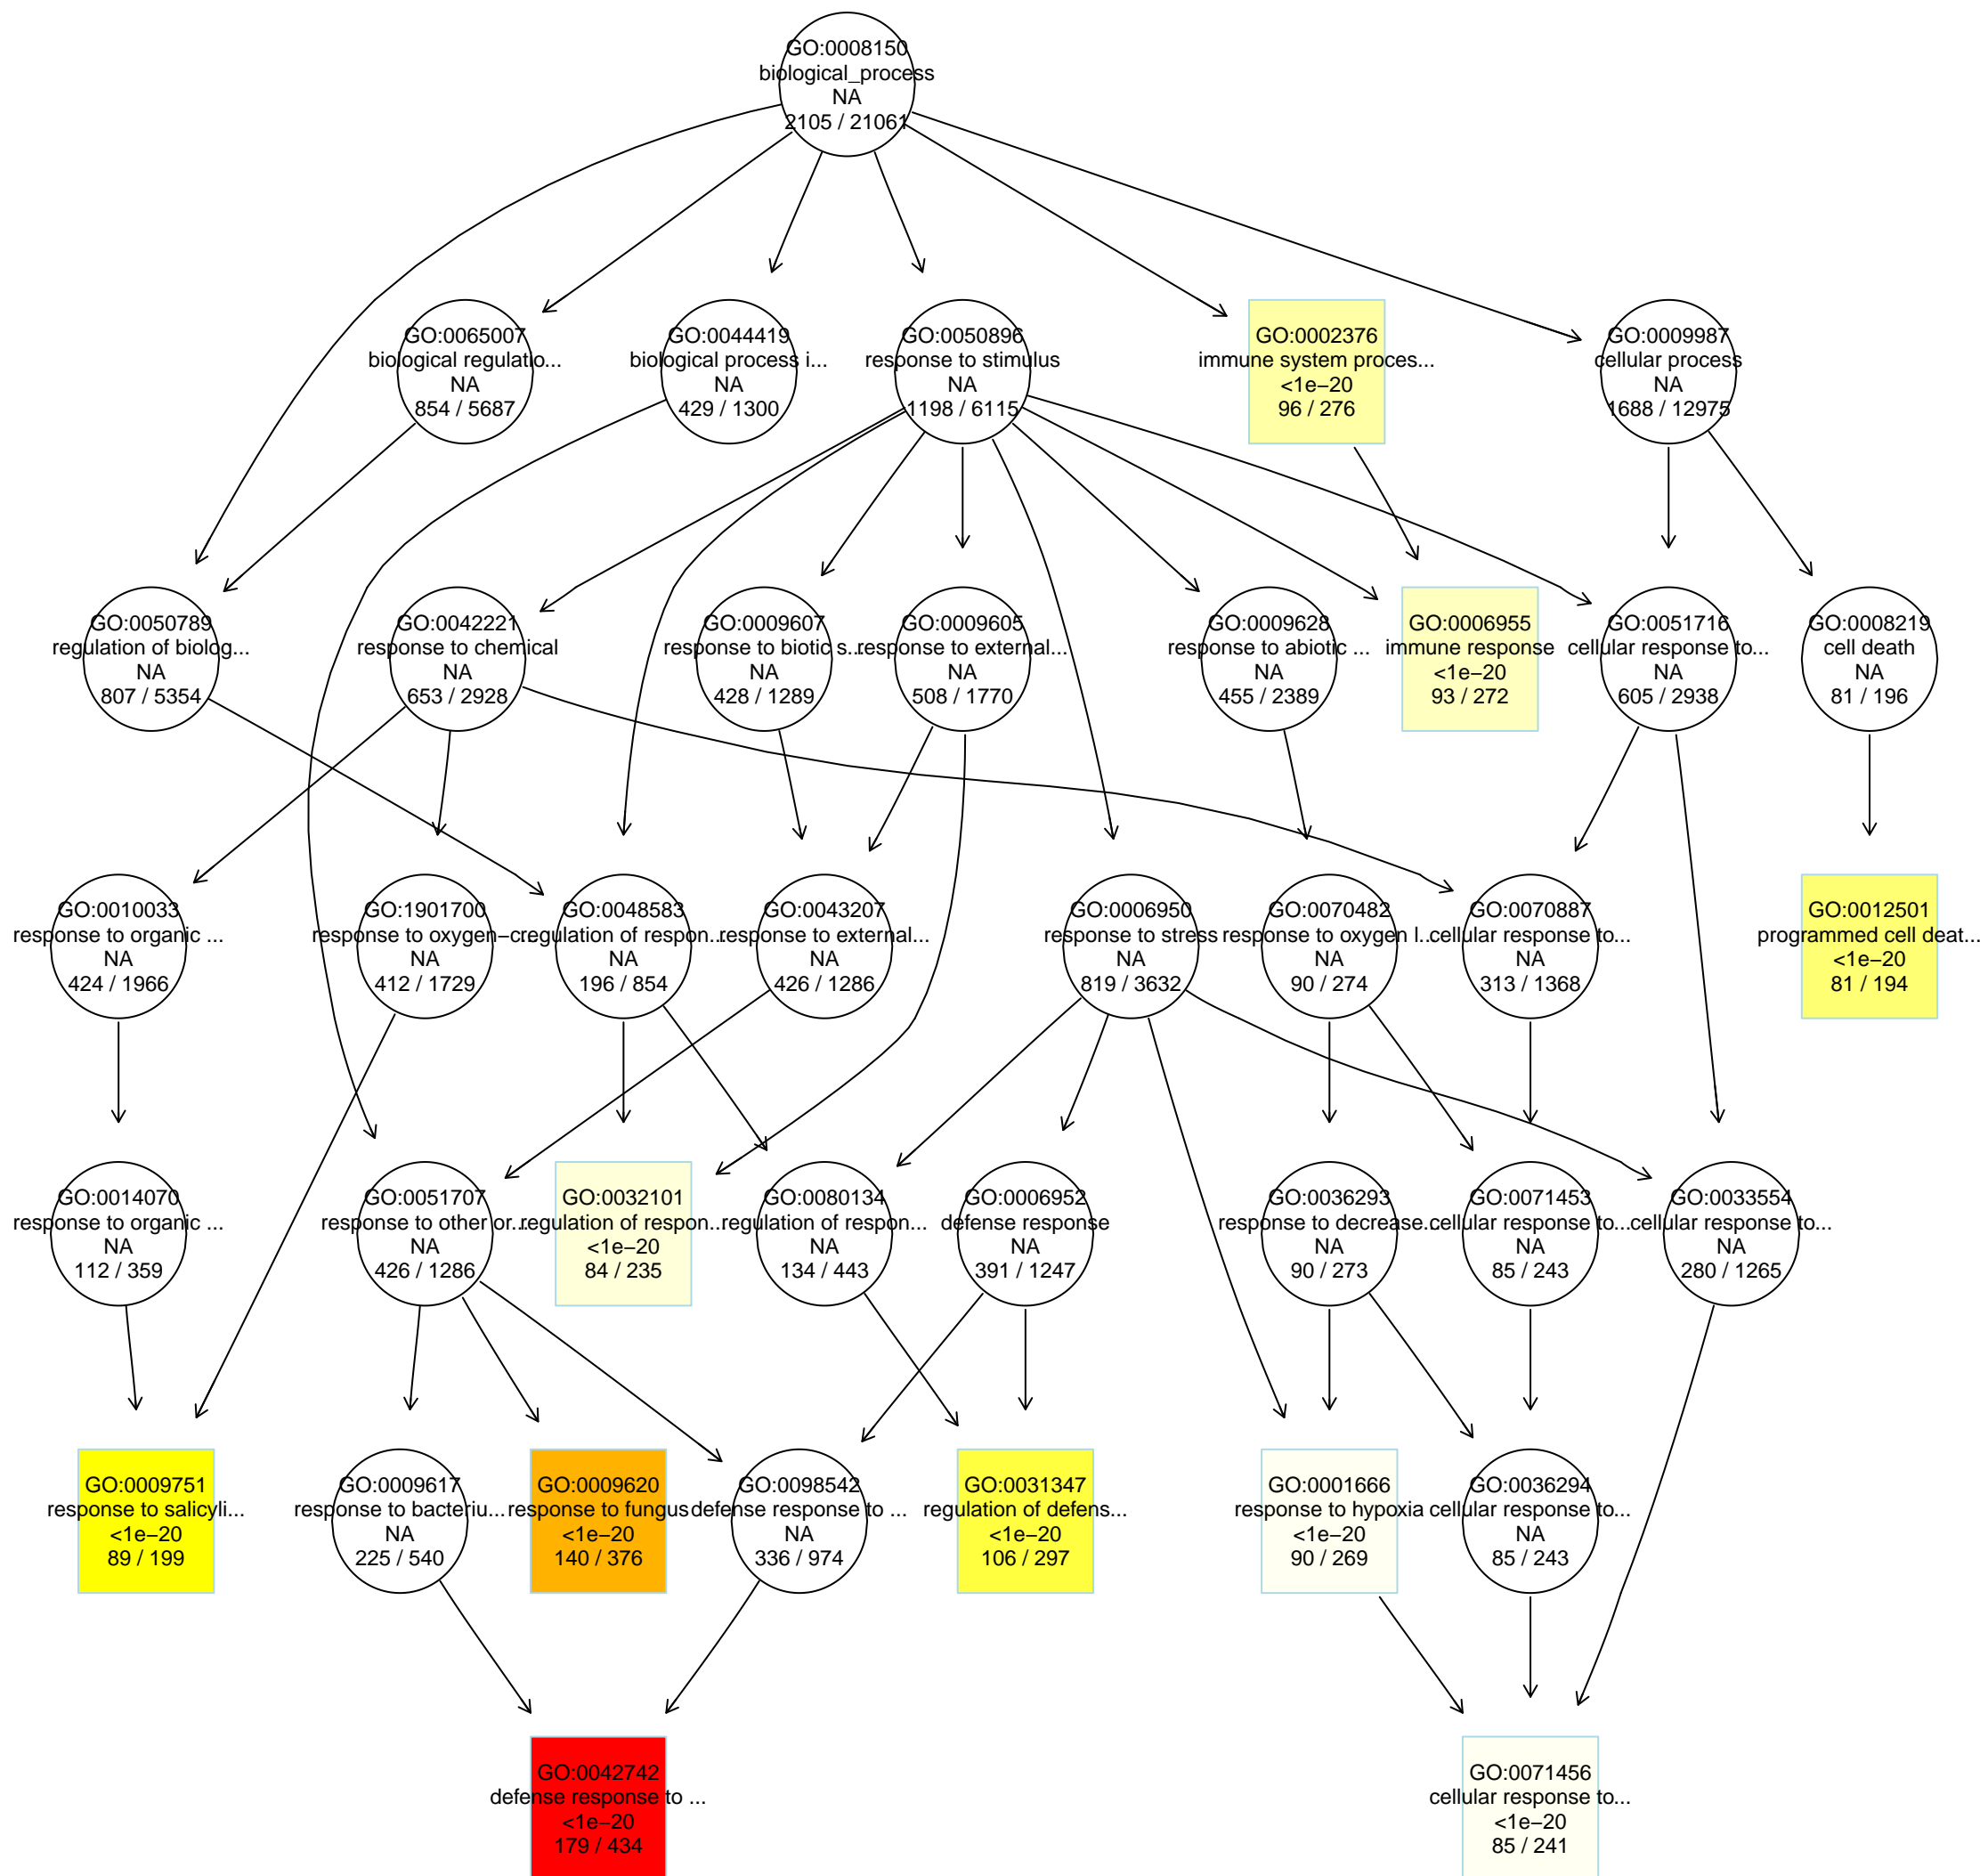 GO:0008150
biological_process
NA
2105 / 21061
GO:0065007
biological regulatio...
NA
854 / 5687
GO:0044419
biological process i...
NA
429 / 1300
GO:0050896
response to stimulus
NA
1198 / 6115
GO:0002376
immune system proces...
<1e−20
96 / 276
GO:0009987
cellular process
NA
1688 / 12975
GO:0050789
regulation of biolog...
NA
807 / 5354
GO:0042221
response to chemical
NA
653 / 2928
GO:0009607
response to biotic s...
NA
428 / 1289
GO:0009605
response to external...
NA
508 / 1770
GO:0009628
response to abiotic ...
NA
455 / 2389
GO:0006955
immune response
<1e−20
93 / 272
GO:0051716
cellular response to...
NA
605 / 2938
GO:0008219
cell death
NA
81 / 196
GO:0010033
response to organic ...
NA
424 / 1966
GO:1901700
response to oxygen−c...
NA
412 / 1729
GO:0048583
regulation of respon...
NA
196 / 854
GO:0043207
response to external...
NA
426 / 1286
GO:0006950
response to stress
NA
819 / 3632
GO:0070482
response to oxygen l...
NA
90 / 274
GO:0070887
cellular response to...
NA
313 / 1368
GO:0012501
programmed cell deat...
<1e−20
81 / 194
GO:0014070
response to organic ...
NA
112 / 359
GO:0051707
response to other or...
NA
426 / 1286
GO:0032101
regulation of respon...
<1e−20
84 / 235
GO:0080134
regulation of respon...
NA
134 / 443
GO:0006952
defense response
NA
391 / 1247
GO:0036293
response to decrease...
NA
90 / 273
GO:0071453
cellular response to...
NA
85 / 243
GO:0033554
cellular response to...
NA
280 / 1265
GO:0009751
response to salicyli...
<1e−20
89 / 199
GO:0009617
response to bacteriu...
NA
225 / 540
GO:0009620
response to fungus
<1e−20
140 / 376
GO:0098542
defense response to ...
NA
336 / 974
GO:0031347
regulation of defens...
<1e−20
106 / 297
GO:0001666
response to hypoxia
<1e−20
90 / 269
GO:0036294
cellular response to...
NA
85 / 243
GO:0042742
defense response to ...
<1e−20
179 / 434
GO:0071456
cellular response to...
<1e−20
85 / 241